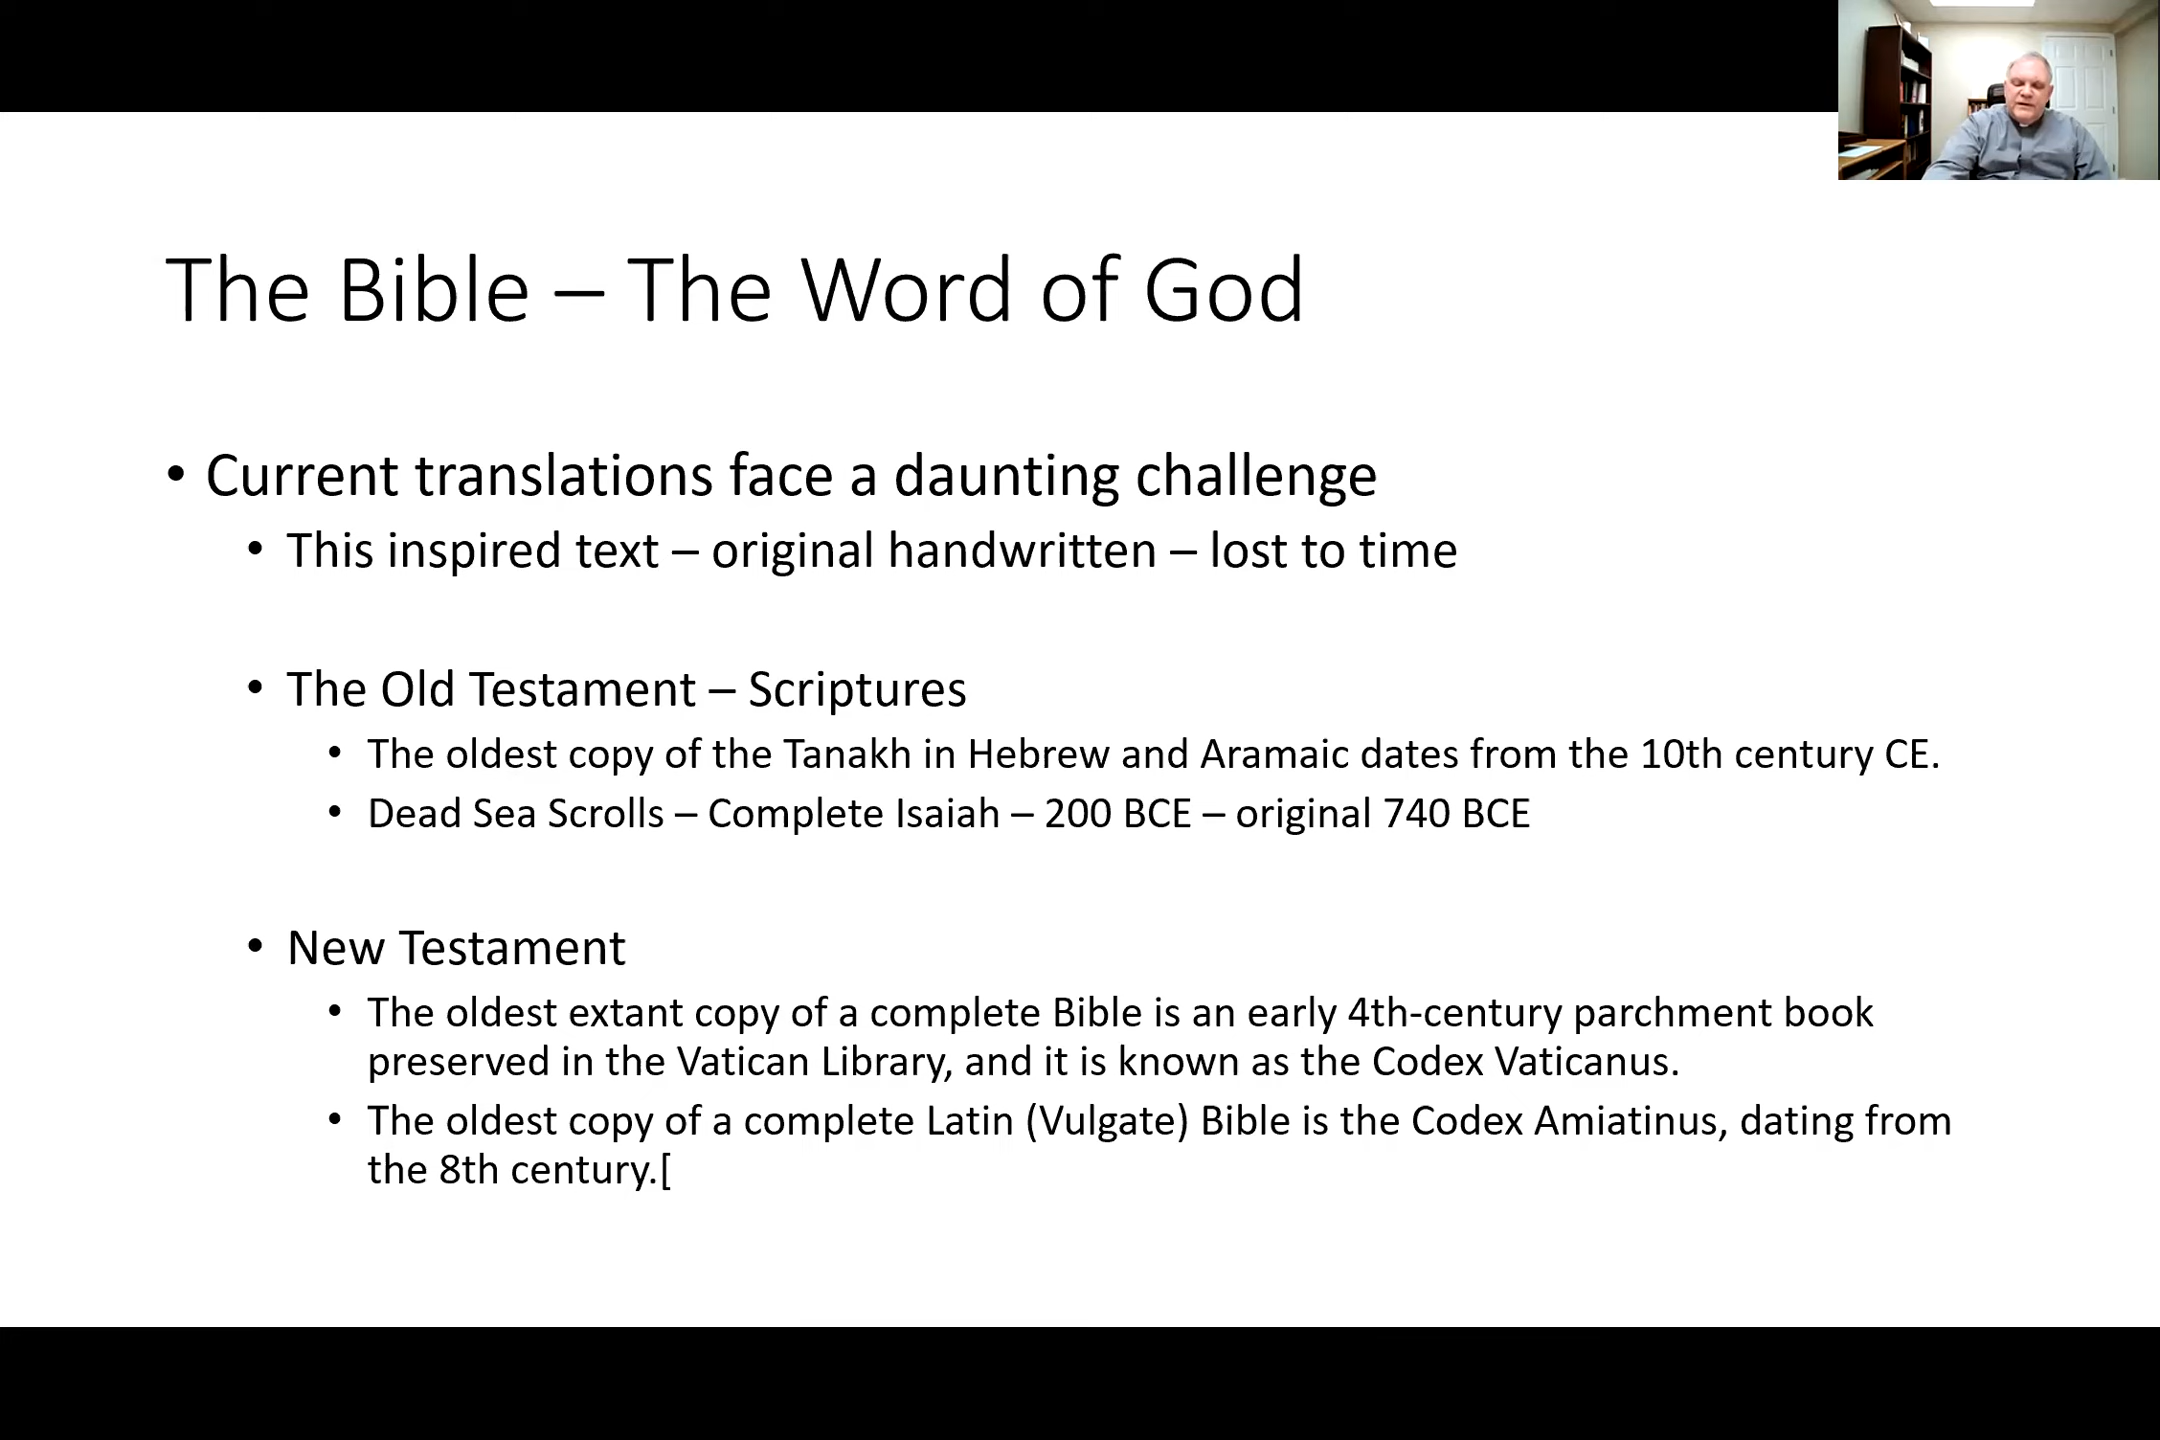 The Bible – The Word of God
• Current translations face a daunting challenge
• This inspired text – original handwritten – lost to time
• The Old Testament – Scriptures
• The oldest copy of the Tanakh in Hebrew and Aramaic dates from the 10th century CE.
• Dead Sea Scrolls – Complete Isaiah – 200 BCE – original 740 BCE
• New Testament
• The oldest extant copy of a complete Bible is an early 4th-century parchment book
preserved in the Vatican Library, and it is known as the Codex Vaticanus.
• The oldest copy of a complete Latin (Vulgate) Bible is the Codex Amiatinus, dating from
the 8th century.[